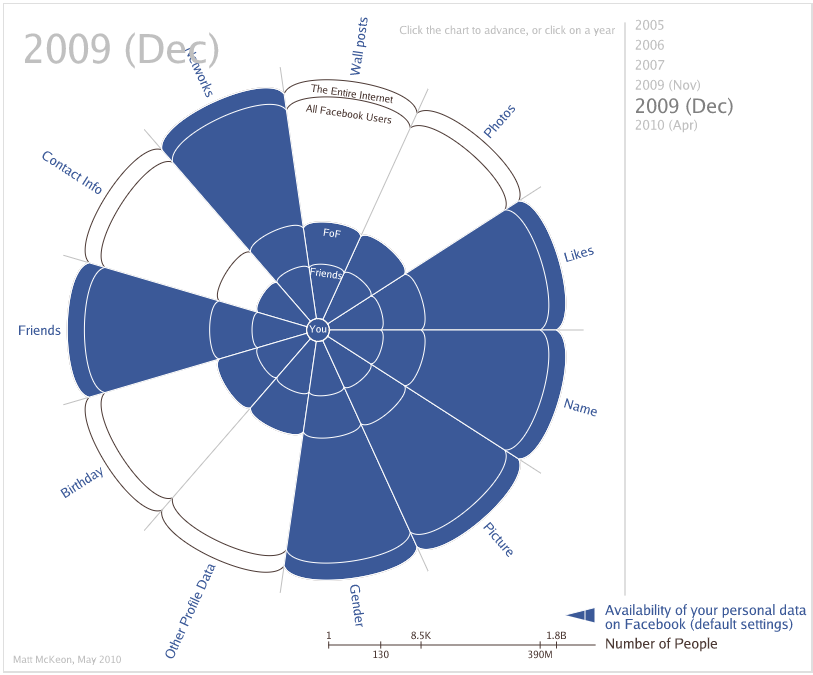 2009 (Dec)
Click the chart to advance, or click on a year
2005
2006
2007
2009 (Nov)
2009 (Dec)
2010 (Apr)
Networks
Wall posts
The Entire Internet
All Facebook Users
Photos
Contact Info
Likes
FoF
Friends
You
Friends
Name
Birthday
Picture
Other Profile Data
Gender
Availability of your personal data
on Facebook (default settings)
1
8.5K
1.8B
Number of People
130
390M
Matt McKeon, May 2010